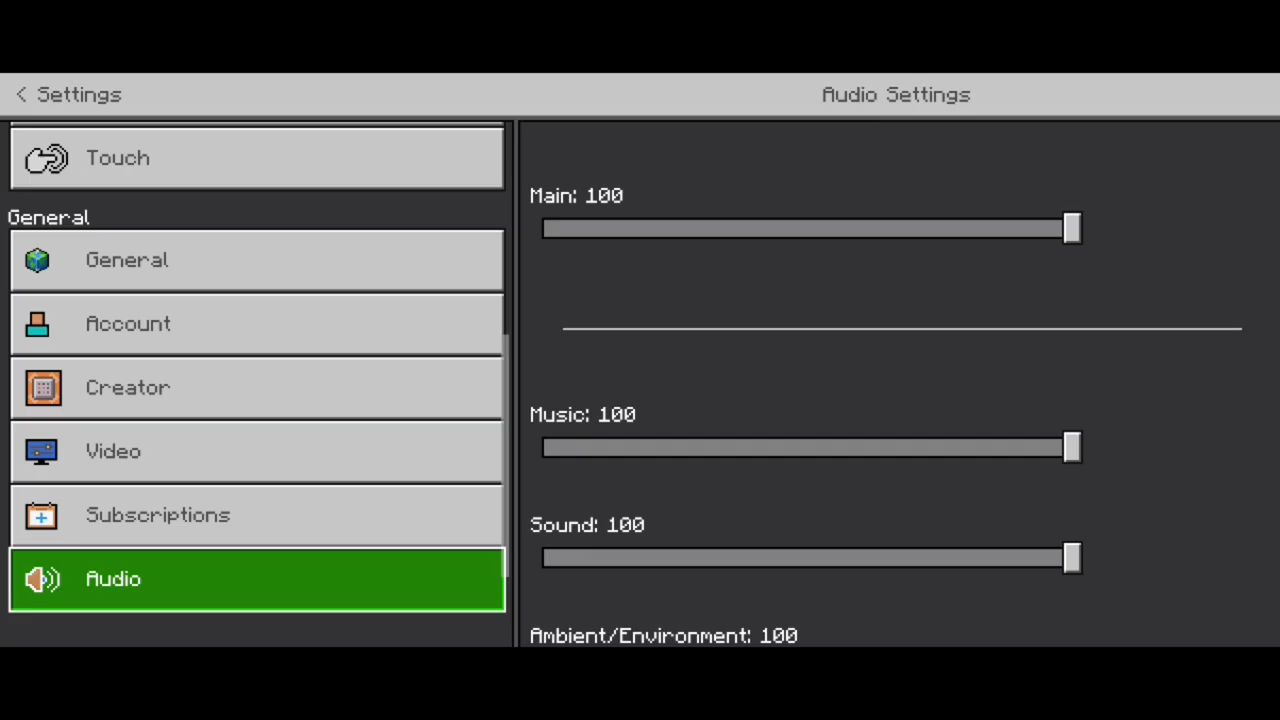 < Settings
Audio Settings
Touch
General
General
Account
Creator
Video
Subscriptions
Audio
Main: 100
Music: 100
Sound: 100
Ambient/Environment: 100